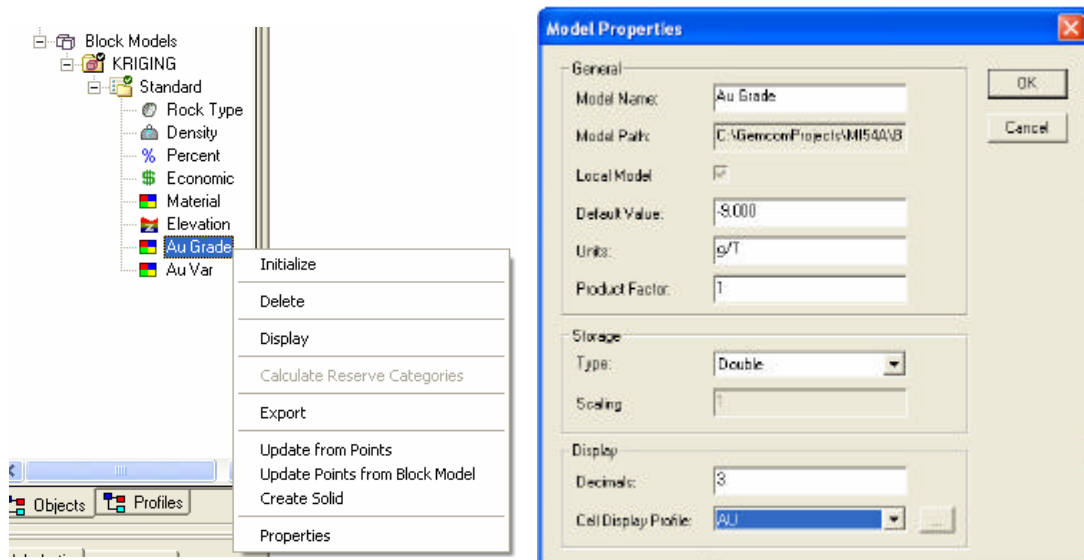 Block Models
KRIGING
Standard
Rock Type
Density
% Percent
$ Economic
Material
Elevation
Au Grade
Au Var
Initialize
Delete
Display
Calculate Reserve Categories
Export
Update from Points
Update Points from Block Model
Create Solid
Properties
Objects
Profiles
Model Properties
General
Model Name: Au Grade
Model Path: C:\GemcomProjects\MI54A\B
Local Model
Default Value: -9.000
Units: g/T
Product Factor: 1
OK
Cancel
Storage
Type: Double
Scaling 1
Display
Decimals: 3
Cell Display Profile: AU
...